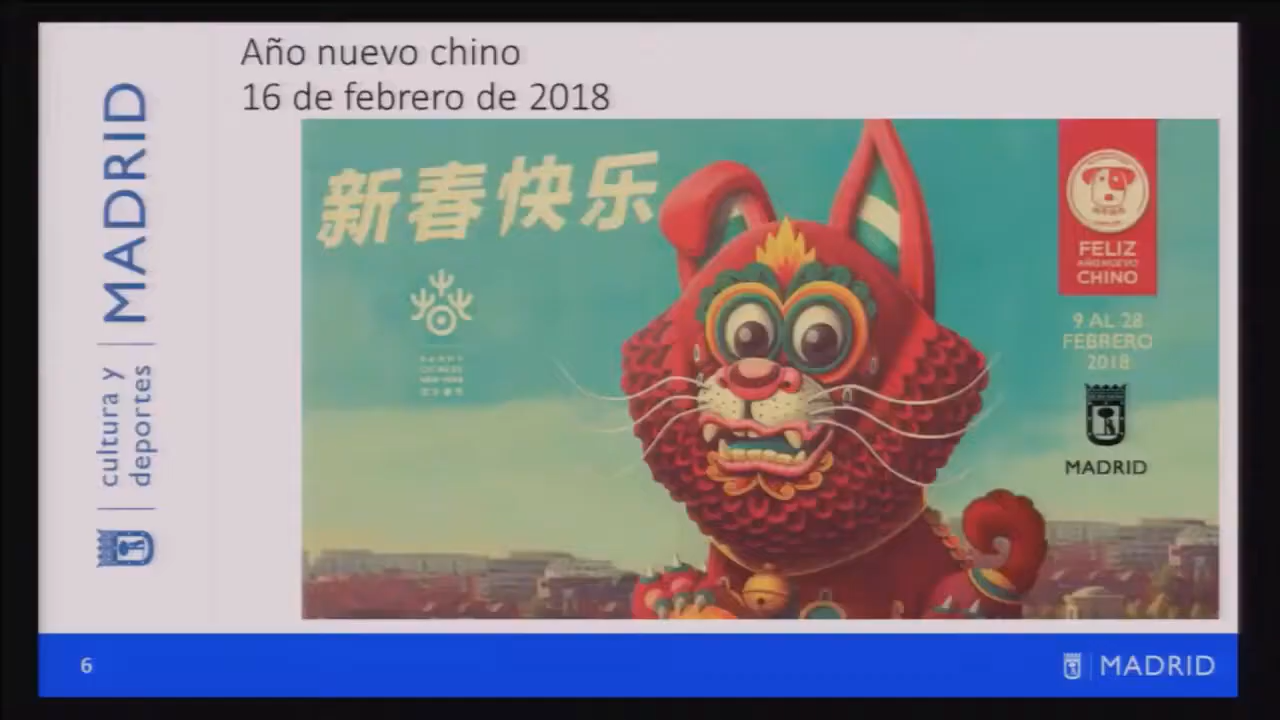 Año nuevo chino
16 de febrero de 2018
cultura y
deportes
MADRID
新春快乐
FELIZ
AÑO NUEVO
CHINO
9 AL 28
FEBRERO
2018
MADRID
6
MADRID